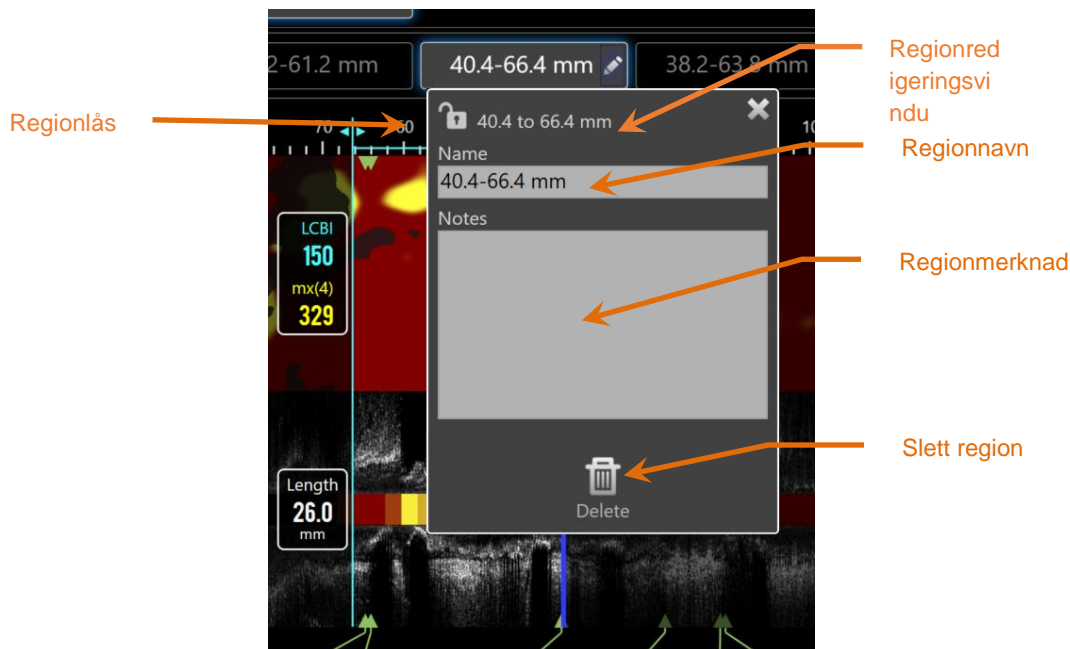 2-61.2 mm
40.4-66.4 mm
38.2-63.8 mm
Regionred
igeringsvi
ndu
Regionlås
70
60
10
40.4 to 66.4 mm
Regionnavn
Name
40.4-66.4 mm
Notes
LCBI
150
mx(4)
329
Regionmerknad
Slett region
Length
26.0
mm
Delete